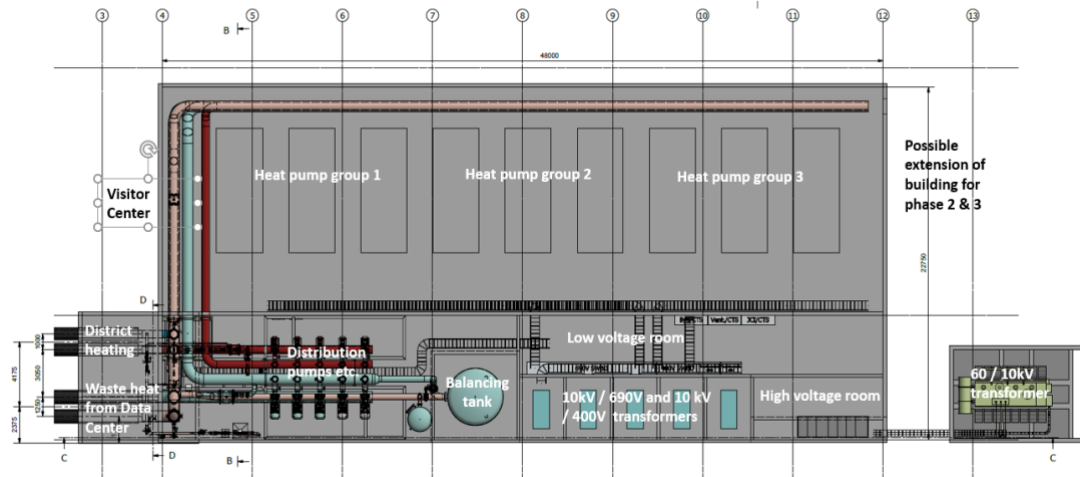 3 4 5 6 7 8 9 10 11 12 13
B
48000
Possible
extension of
building for
phase 2 & 3
Heat pump group 1
Heat pump group 2
Heat pump group 3
Visitor
Center
22750
D
Low voltage room
District
heating
Distribution
pumps etc
1000
4175
3050
1250
2375
Waste heat
from Data
Center
Balancing
tank
10kV / 690V and 10 kV
/ 400V transformers
High voltage room
60 / 10kV
transformer
C
D
B
C